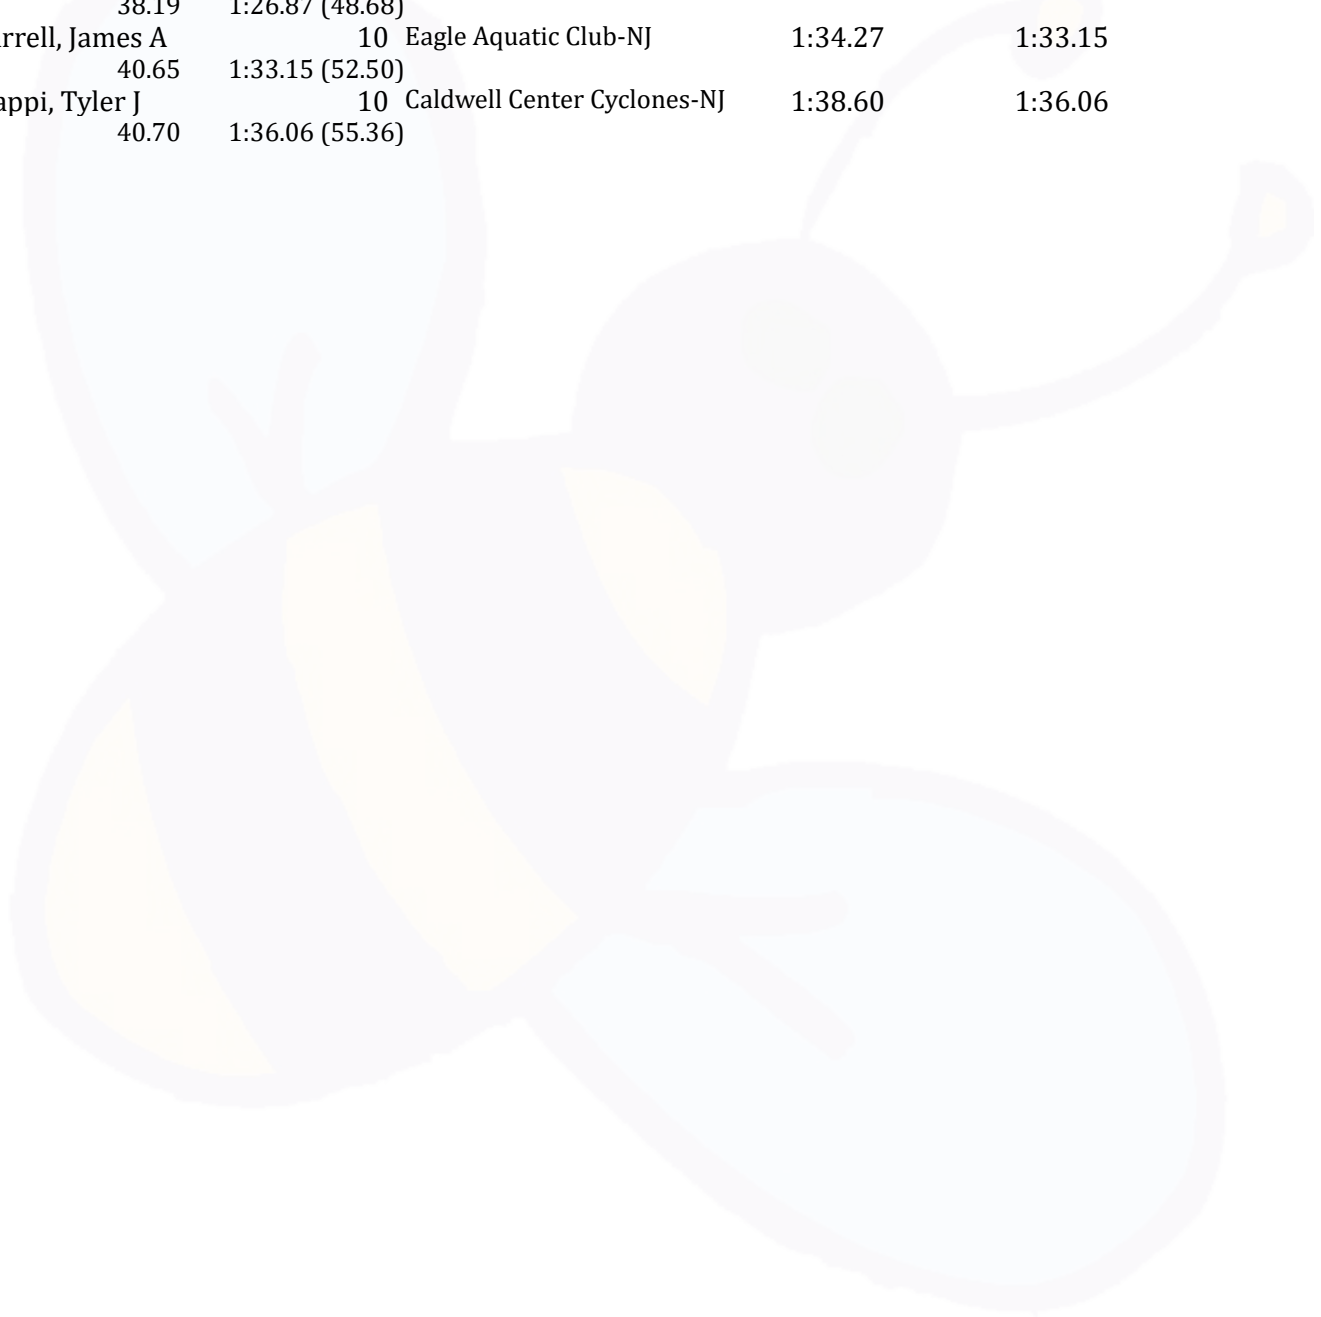 38.19 1:26.87 (48.68)
rrell, James A 10 Eagle Aquatic Club-NJ 1:34.27 1:33.15
40.65 1:33.15 (52.50)
appi, Tyler J 10 Caldwell Center Cyclones-NJ 1:38.60 1:36.06
40.70 1:36.06 (55.36)